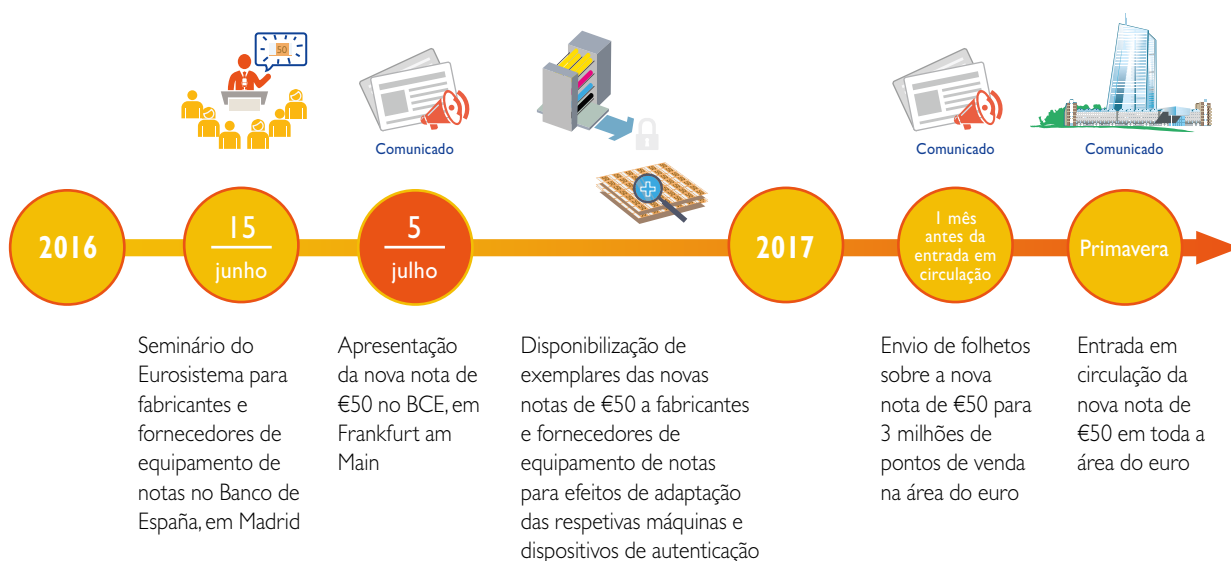 50
Comunicado
Comunicado
Comunicado
2016
15
junho
5
julho
2017
1 mês
antes da
entrada em
circulação
Primavera
Seminário do
Eurosistema para
fabricantes e
fornecedores de
equipamento de
notas no Banco de
España, em Madrid
Apresentação
da nova nota de
€50 no BCE, em
Frankfurt am
Main
Disponibilização de
exemplares das novas
notas de €50 a fabricantes
e fornecedores de
equipamento de notas
para efeitos de adaptação
das respetivas máquinas e
dispositivos de autenticação
Envio de folhetos
sobre a nova
nota de €50 para
3 milhões de
pontos de venda
na área do euro
Entrada em
circulação da
nova nota de
€50 em toda a
área do euro